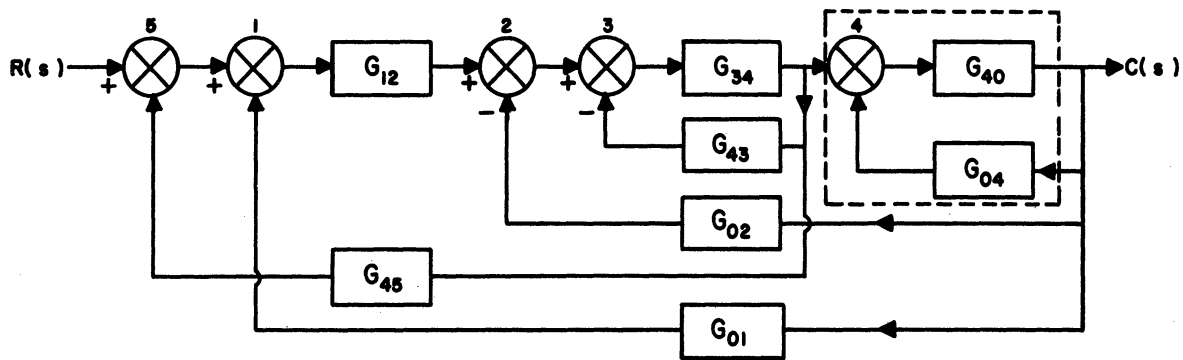 5 1 2 3 4
R(s) + + G12 + + G34 G40 C(s)
- -
G43 G04
G02
G45
G01